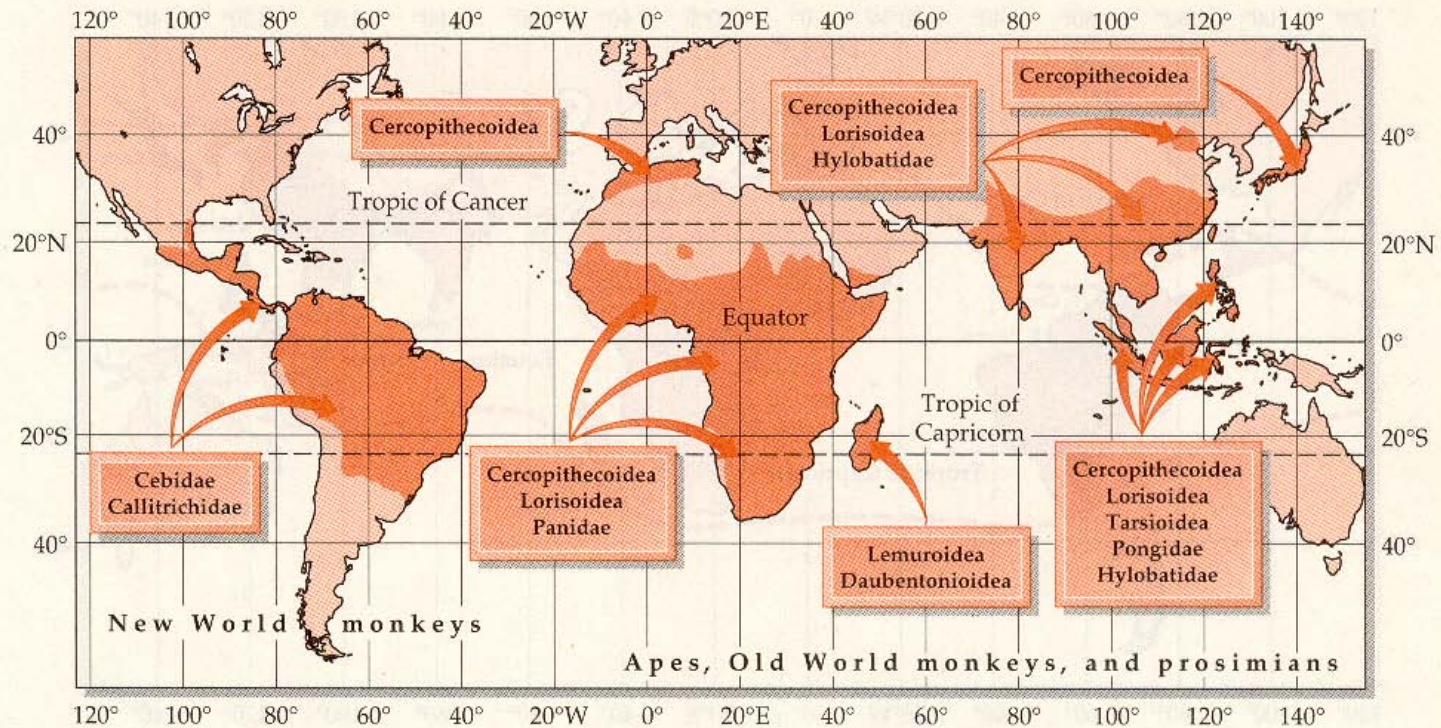 120° 100° 80° 60° 40° 20°W 0° 20°E 40° 60° 80° 100° 120° 140°
Cercopithecoidea
Cercopithecoidea
Lorisoidea
Hylobatidae
Cercopithecoidea
40° 40°
Tropic of Cancer
20°N 20°N
Equator
0° 0°
Tropic of
Capricorn
20°S 20°S
Cebidae
Callitrichidae
Cercopithecoidea
Lorisoidea
Panidae
Lemuroidea
Daubentonioidea
Cercopithecoidea
Lorisoidea
Tarsioidea
Pongidae
Hylobatidae
40° 40°
New World monkeys
Apes, Old World monkeys, and prosimians
120° 100° 80° 60° 40° 20°W 0° 20°E 40° 60° 80° 100° 120° 140°